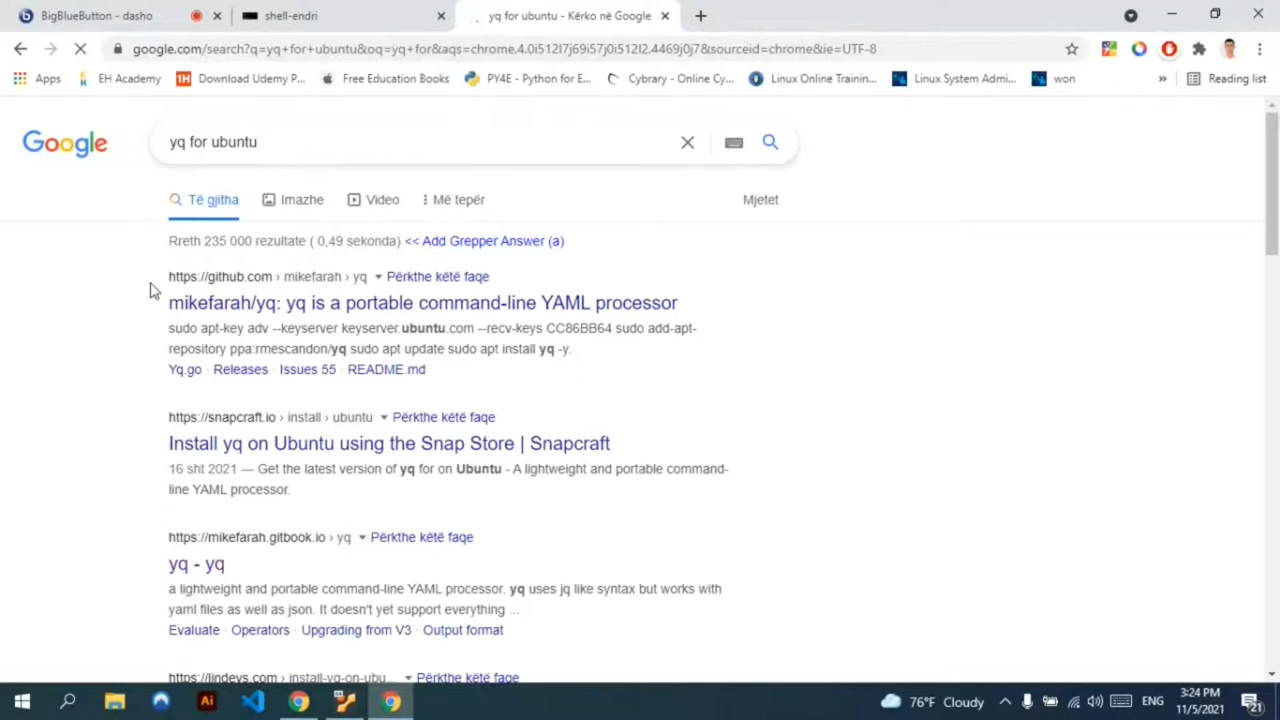 BigBlueButton - dasho
shell-endri
yq for ubuntu - Kërko në Google
google.com/search?q=yq+for+ubuntu&oq=yq+for&aqs=chrome.4.0i512l7j69i57j0i512l2.4469j0j7&sourceid=chrome&ie=UTF-8
Apps
EH Academy
Download Udemy P...
Free Education Books
PY4E - Python for E...
Cybrary - Online Cy...
Linux Online Trainin...
Linux System Admi...
won
»
Reading list
Google
yq for ubuntu
Të gjitha
Imazhe
Video
Më tepër
Mjetet
Rreth 235 000 rezultate ( 0,49 sekonda) << Add Grepper Answer (a)
https://github.com › mikefarah › yq Përkthe këtë faqe
mikefarah/yq: yq is a portable command-line YAML processor
sudo apt-key adv --keyserver keyserver.ubuntu.com --recv-keys CC86BB64 sudo add-apt-
repository ppa:rmescandon/yq sudo apt update sudo apt install yq -y.
Yq.go · Releases · Issues 55 · README.md
https://snapcraft.io › install › ubuntu Përkthe këtë faqe
Install yq on Ubuntu using the Snap Store | Snapcraft
16 sht 2021 — Get the latest version of yq for on Ubuntu - A lightweight and portable command-
line YAML processor.
https://mikefarah.gitbook.io › yq Përkthe këtë faqe
yq - yq
a lightweight and portable command-line YAML processor. yq uses jq like syntax but works with
yaml files as well as json. It doesn't yet support everything ...
Evaluate · Operators · Upgrading from V3 · Output format
https://lindevs.com › install-yq-on-ubu... Përkthe këtë faqe
Ai
76°F Cloudy
ENG
3:24 PM
11/5/2021
21